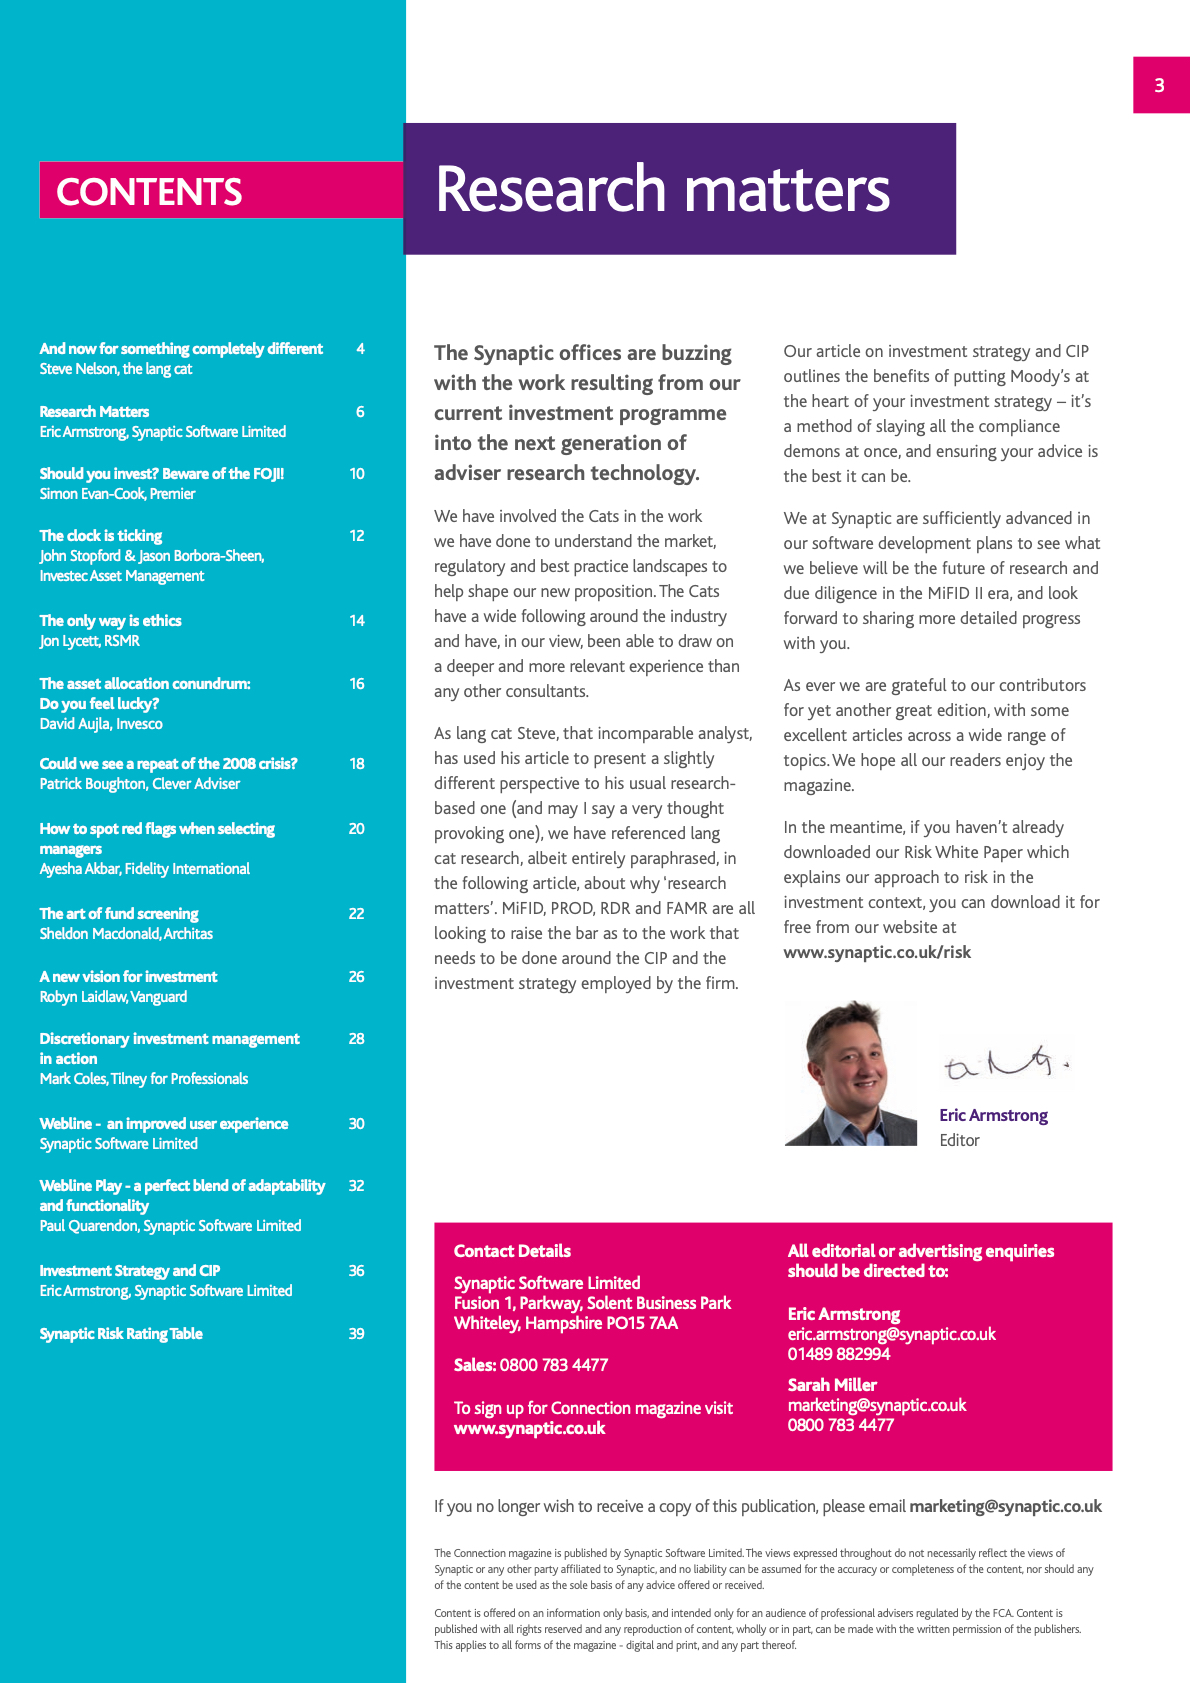 3
CONTENTS
Research matters
And now for something completely different 4
Steve Nelson, the lang cat
Research Matters 6
Eric Armstrong, Synaptic Software Limited
Should you invest? Beware of the FOJI! 10
Simon Evan-Cook, Premier
The clock is ticking 12
John Stopford & Jason Borbora-Sheen,
Investec Asset Management
The only way is ethics 14
Jon Lycett, RSMR
The asset allocation conundrum: 16
Do you feel lucky?
David Aujla, Invesco
Could we see a repeat of the 2008 crisis? 18
Patrick Boughton, Clever Adviser
How to spot red flags when selecting 20
managers
Ayesha Akbar, Fidelity International
The art of fund screening 22
Sheldon Macdonald, Architas
A new vision for investment 26
Robyn Laidlaw, Vanguard
Discretionary investment management 28
in action
Mark Coles, Tilney for Professionals
Webline - an improved user experience 30
Synaptic Software Limited
Webline Play - a perfect blend of adaptability 32
and functionality
Paul Quarendon, Synaptic Software Limited
Investment Strategy and CIP 36
Eric Armstrong, Synaptic Software Limited
Synaptic Risk Rating Table 39
The Synaptic offices are buzzing
with the work resulting from our
current investment programme
into the next generation of
adviser research technology.
We have involved the Cats in the work
we have done to understand the market,
regulatory and best practice landscapes to
help shape our new proposition. The Cats
have a wide following around the industry
and have, in our view, been able to draw on
a deeper and more relevant experience than
any other consultants.
As lang cat Steve, that incomparable analyst,
has used his article to present a slightly
different perspective to his usual research-
based one (and may I say a very thought
provoking one), we have referenced lang
cat research, albeit entirely paraphrased, in
the following article, about why ‘research
matters’. MiFID, PROD, RDR and FAMR are all
looking to raise the bar as to the work that
needs to be done around the CIP and the
investment strategy employed by the firm.
Our article on investment strategy and CIP
outlines the benefits of putting Moody’s at
the heart of your investment strategy – it’s
a method of slaying all the compliance
demons at once, and ensuring your advice is
the best it can be.
We at Synaptic are sufficiently advanced in
our software development plans to see what
we believe will be the future of research and
due diligence in the MiFID II era, and look
forward to sharing more detailed progress
with you.
As ever we are grateful to our contributors
for yet another great edition, with some
excellent articles across a wide range of
topics. We hope all our readers enjoy the
magazine.
In the meantime, if you haven’t already
downloaded our Risk White Paper which
explains our approach to risk in the
investment context, you can download it for
free from our website at
www.synaptic.co.uk/risk
Eric Armstrong
Editor
Contact Details
Synaptic Software Limited
Fusion 1, Parkway, Solent Business Park
Whiteley, Hampshire PO15 7AA
Sales: 0800 783 4477
To sign up for Connection magazine visit
www.synaptic.co.uk
All editorial or advertising enquiries
should be directed to:
Eric Armstrong
eric.armstrong@synaptic.co.uk
01489 882994
Sarah Miller
marketing@synaptic.co.uk
0800 783 4477
If you no longer wish to receive a copy of this publication, please email marketing@synaptic.co.uk
The Connection magazine is published by Synaptic Software Limited. The views expressed throughout do not necessarily reflect the views of
Synaptic or any other party affiliated to Synaptic, and no liability can be assumed for the accuracy or completeness of the content, nor should any
of the content be used as the sole basis of any advice offered or received.
Content is offered on an information only basis, and intended only for an audience of professional advisers regulated by the FCA. Content is
published with all rights reserved and any reproduction of content, wholly or in part, can be made with the written permission of the publishers.
This applies to all forms of the magazine - digital and print, and any part thereof.